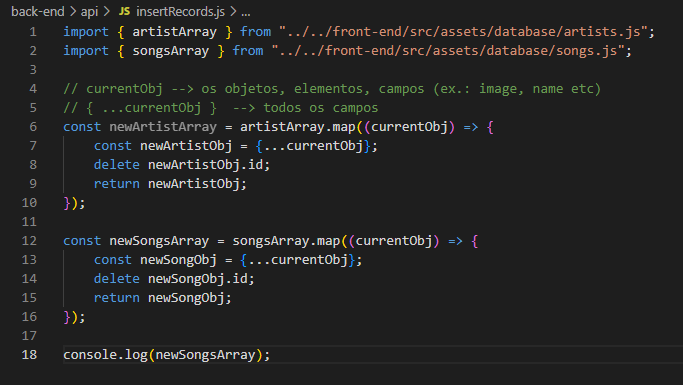 back-end > api > JS insertRecords.js > ...
1 import { artistArray } from "../../front-end/src/assets/database/artists.js";
2 import { songsArray } from "../../front-end/src/assets/database/songs.js";
3
4 // currentObj --> os objetos, elementos, campos (ex.: image, name etc)
5 // { ...currentObj }  --> todos os campos
6 const newArtistArray = artistArray.map((currentObj) => {
7     const newArtistObj = {...currentObj};
8     delete newArtistObj.id;
9     return newArtistObj;
10 });
11
12 const newSongsArray = songsArray.map((currentObj) => {
13     const newSongObj = {...currentObj};
14     delete newSongObj.id;
15     return newSongObj;
16 });
17
18 console.log(newSongsArray);